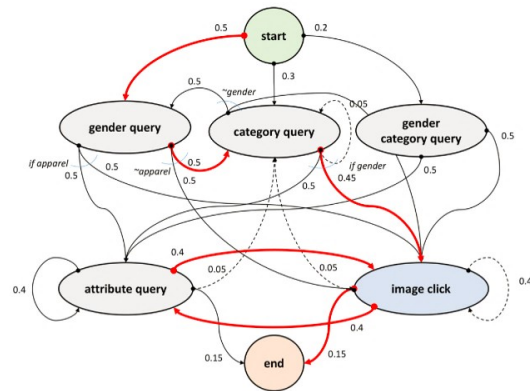 start
0.5
0.2
0.3
~gender
0.5
0.05
gender query
category query
gender
category query
0.5
if apparel
0.5
0.5
~apparel
0.5
0.5
0.5
if gender
0.45
0.5
0.4
0.05
0.05
0.4
attribute query
image click
0.4
0.4
0.15
0.15
end